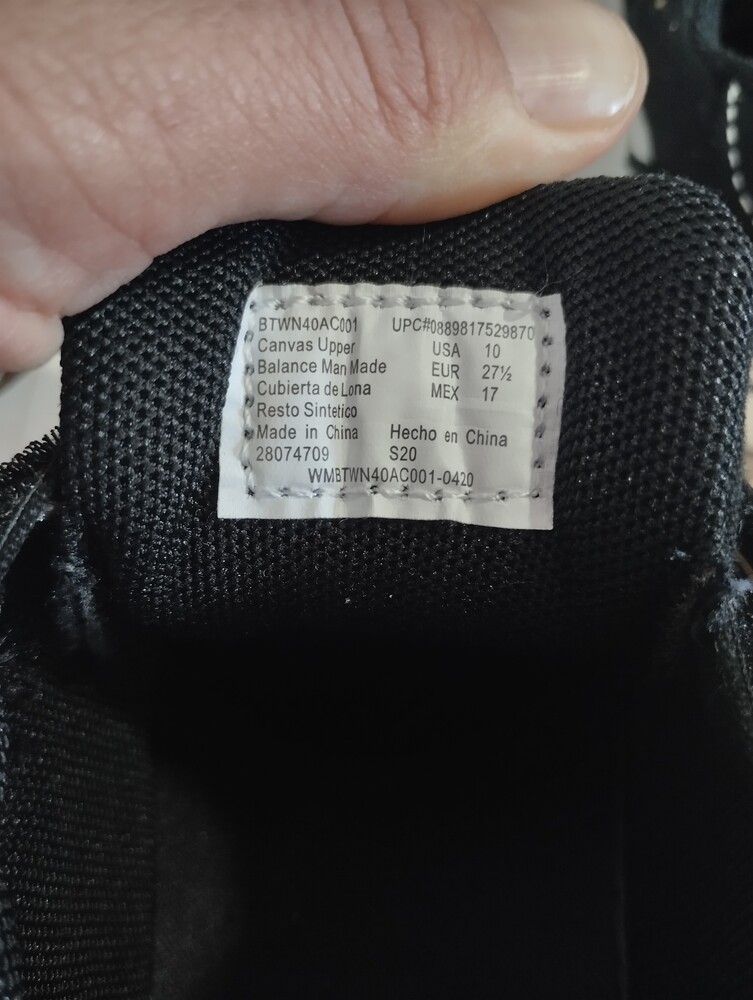 BTWN40AC001 UPC#0889817529870
Canvas Upper USA 10
Balance Man Made EUR 27½
Cubierta de Lona MEX 17
Resto Sintetico
Made in China Hecho en China
28074709 S20
WMBTWN40AC001-0420